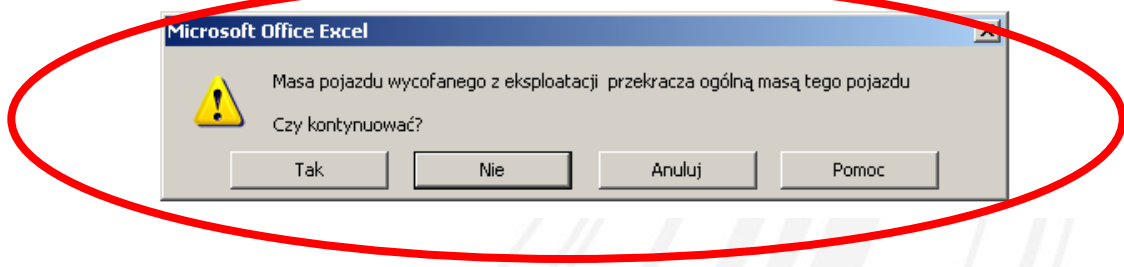 Microsoft Office Excel
Masa pojazdu wycofanego z eksploatacji przekracza ogólną masą tego pojazdu
Czy kontynuować?
Tak Nie Anuluj Pomoc